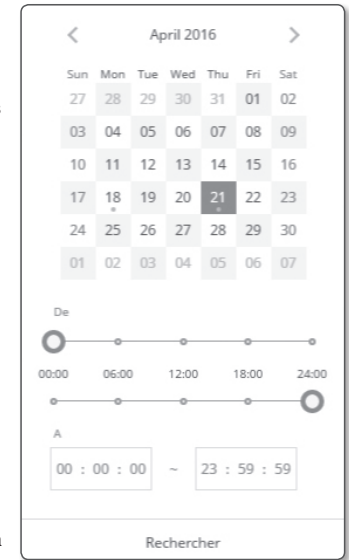 April 2016
Sun Mon Tue Wed Thu Fri Sat
27 28 29 30 31 01 02
03 04 05 06 07 08 09
10 11 12 13 14 15 16
17 18 19 20 21 22 23
24 25 26 27 28 29 30
01 02 03 04 05 06 07
De
00:00 06:00 12:00 18:00 24:00
A
00 : 00 : 00 ~ 23 : 59 : 59
Rechercher